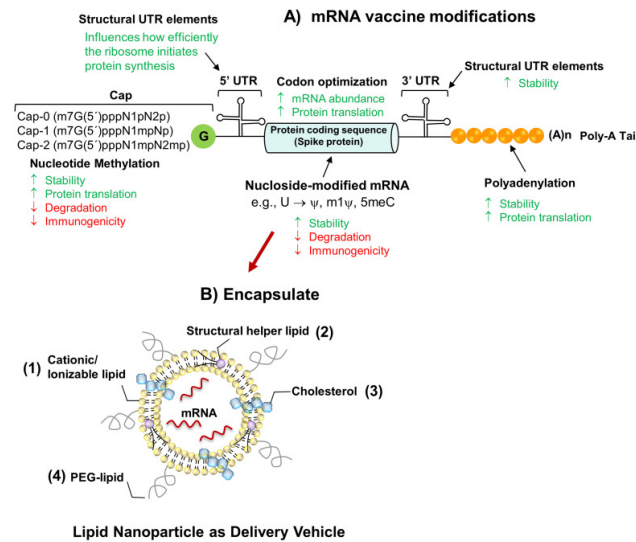 A) mRNA vaccine modifications
Structural UTR elements
Influences how efficiently
the ribosome initiates
protein synthesis
5’ UTR
Codon optimization
↑ mRNA abundance
↑ Protein translation
3’ UTR
Structural UTR elements
↑ Stability
Cap
Cap-0 (m7G(5´)pppN1pN2p)
Cap-1 (m7G(5´)pppN1mpNp)
Cap-2 (m7G(5´)pppN1mpN2mp)
G
Protein coding sequence
(Spike protein)
(A)n Poly-A Tai
Nucleotide Methylation
↑ Stability
↑ Protein translation
↓ Degradation
↓ Immunogenicity
Nucloside-modified mRNA
e.g., U → ψ, m1ψ, 5meC
↑ Stability
↓ Degradation
↓ Immunogenicity
Polyadenylation
↑ Stability
↑ Protein translation
B) Encapsulate
Structural helper lipid (2)
(1) Cationic/
Ionizable lipid
mRNA
Cholesterol (3)
(4) PEG-lipid
Lipid Nanoparticle as Delivery Vehicle